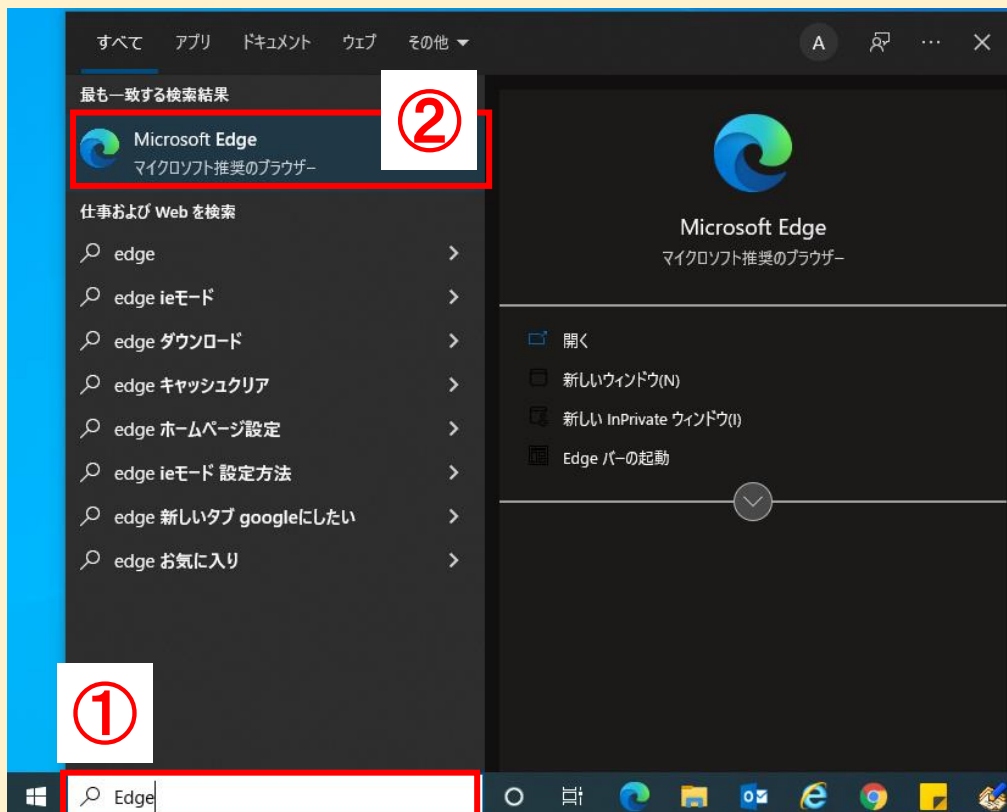 すべて アプリ ドキュメント ウェブ その他
A
最も一致する検索結果
②
Microsoft Edge
マイクロソフト推奨のブラウザー
仕事および Web を検索
edge
edge ieモード
edge ダウンロード
edge キャッシュクリア
edge ホームページ設定
edge ieモード 設定方法
edge 新しいタブ googleにしたい
edge お気に入り
Microsoft Edge
マイクロソフト推奨のブラウザー
開く
新しいウィンドウ(N)
新しい InPrivate ウィンドウ(I)
Edge バーの起動
①
Edge